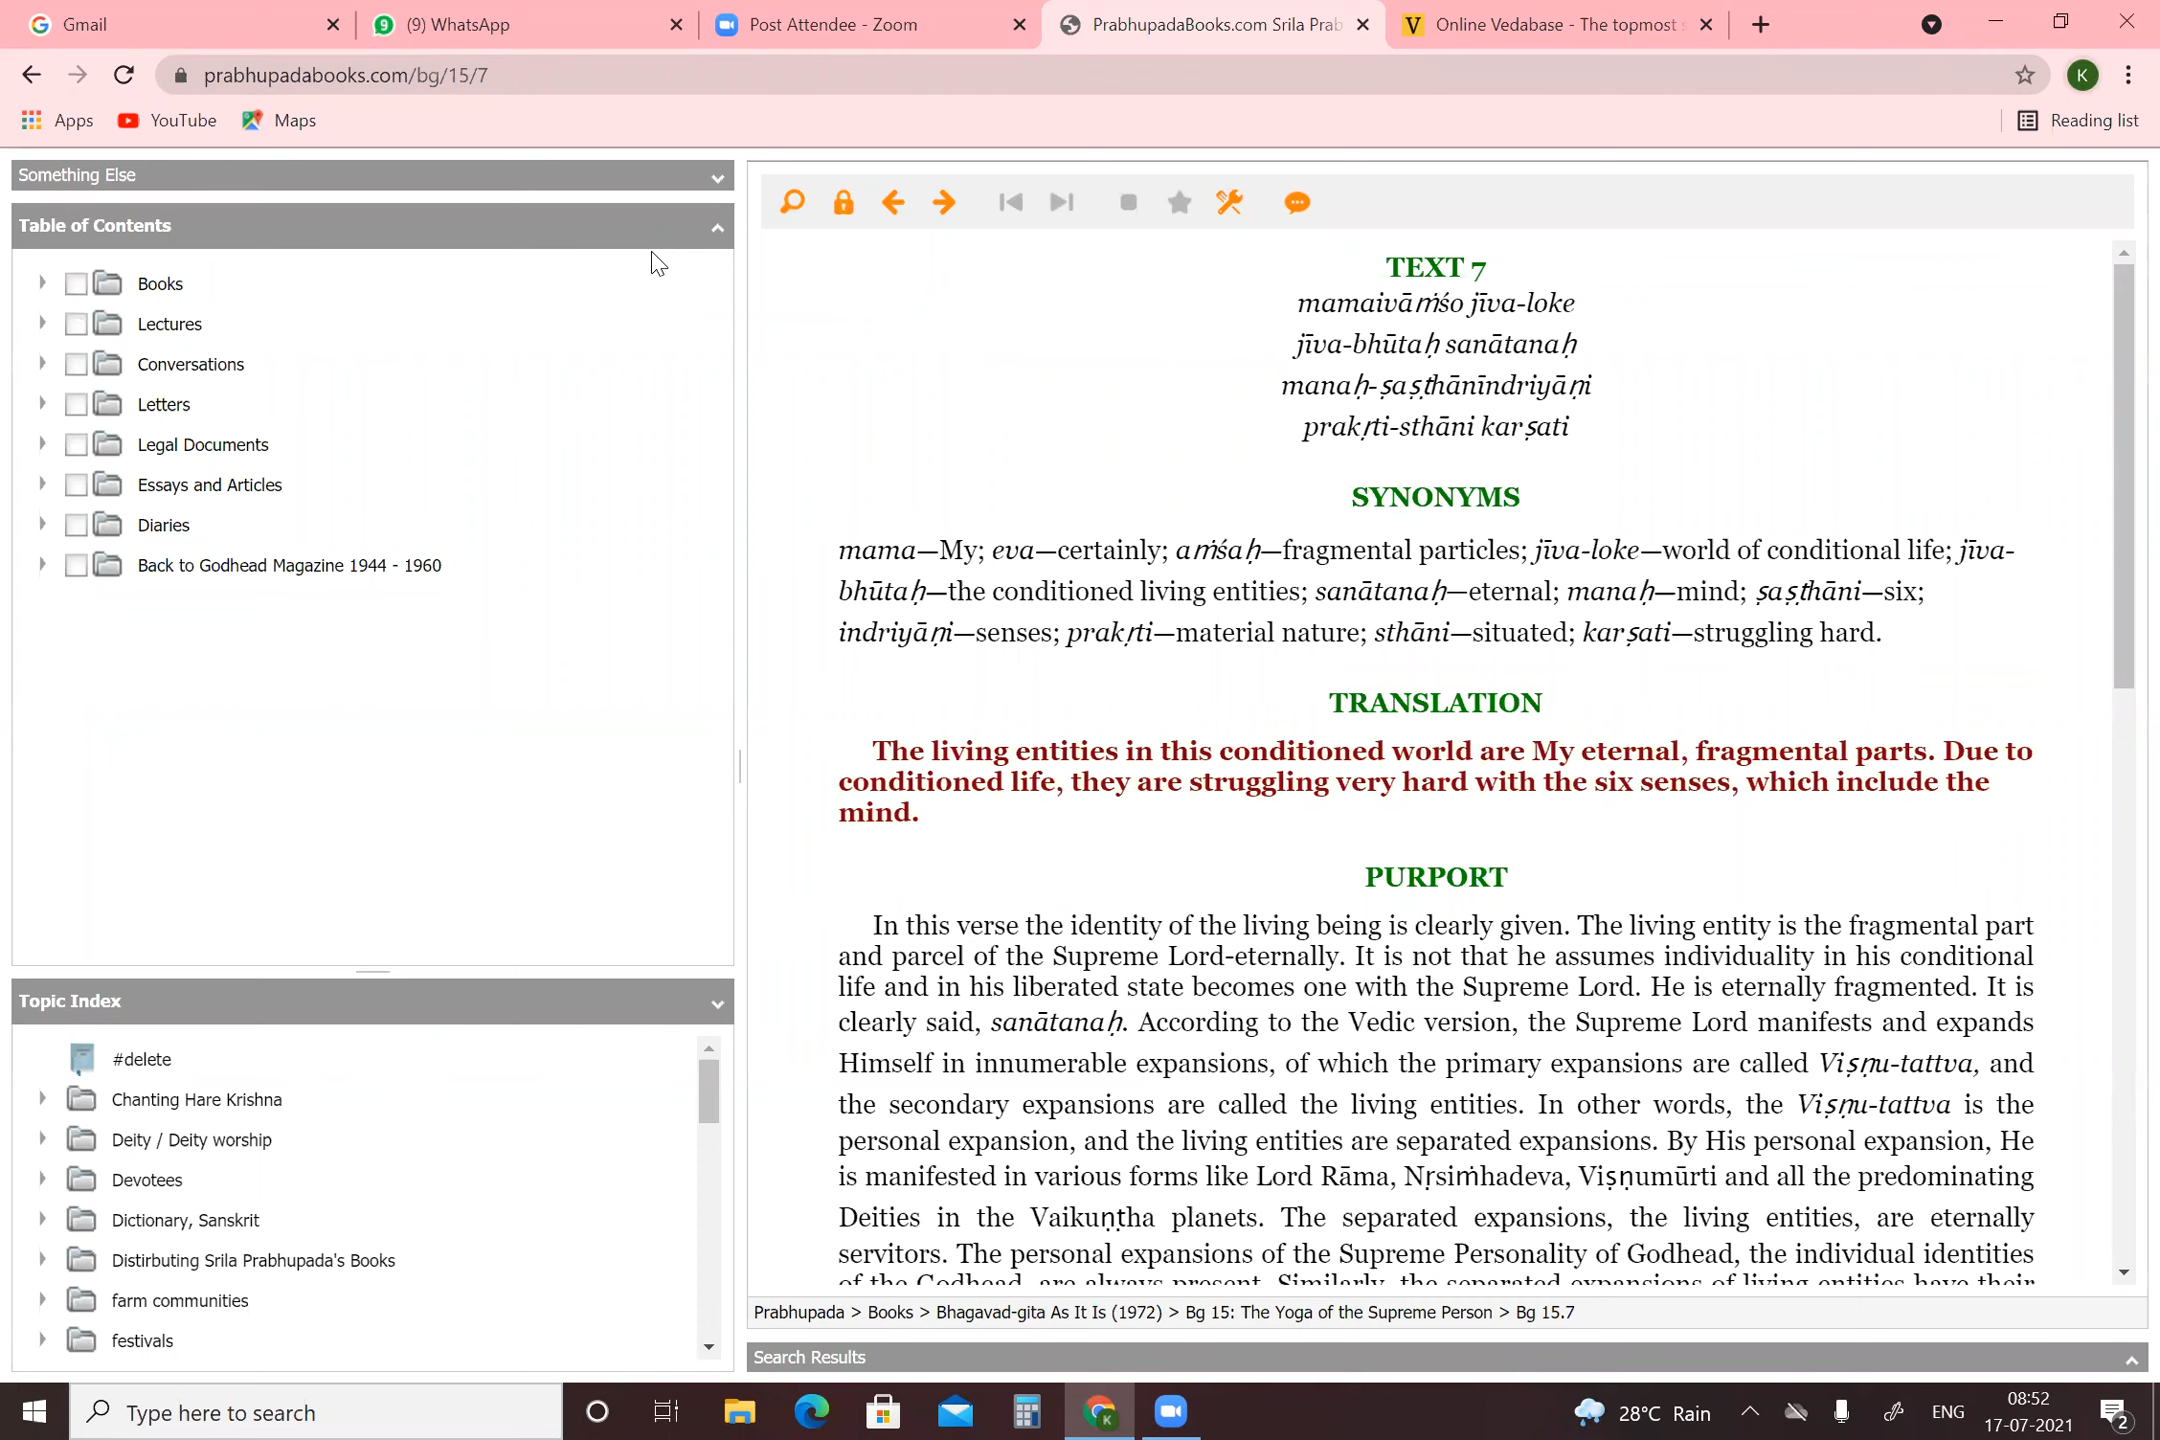 Gmail
(9) WhatsApp
Post Attendee - Zoom
PrabhupadaBooks.com Srila Prab
Online Vedabase - The topmost s
prabhupadabooks.com/bg/15/7
K
Apps
YouTube
Maps
Reading list
Something Else
Table of Contents
Books
Lectures
Conversations
Letters
Legal Documents
Essays and Articles
Diaries
Back to Godhead Magazine 1944 - 1960
Topic Index
#delete
Chanting Hare Krishna
Deity / Deity worship
Devotees
Dictionary, Sanskrit
Distirbuting Srila Prabhupada's Books
farm communities
festivals
TEXT 7
mamaivāṁśo jīva-loke
jīva-bhūtaḥ sanātanaḥ
manaḥ-ṣaṣṭhānīndriyāṇi
prakṛti-sthāni karṣati
SYNONYMS
mama—My; eva—certainly; aṁśaḥ—fragmental particles; jīva-loke—world of conditional life; jīva-
bhūtaḥ—the conditioned living entities; sanātanaḥ—eternal; manaḥ—mind; ṣaṣṭhāni—six;
indriyāṇi—senses; prakṛti—material nature; sthāni—situated; karṣati—struggling hard.
TRANSLATION
The living entities in this conditioned world are My eternal, fragmental parts. Due to
conditioned life, they are struggling very hard with the six senses, which include the
mind.
PURPORT
In this verse the identity of the living being is clearly given. The living entity is the fragmental part
and parcel of the Supreme Lord-eternally. It is not that he assumes individuality in his conditional
life and in his liberated state becomes one with the Supreme Lord. He is eternally fragmented. It is
clearly said, sanātanaḥ. According to the Vedic version, the Supreme Lord manifests and expands
Himself in innumerable expansions, of which the primary expansions are called Viṣṇu-tattva, and
the secondary expansions are called the living entities. In other words, the Viṣṇu-tattva is the
personal expansion, and the living entities are separated expansions. By His personal expansion, He
is manifested in various forms like Lord Rāma, Nṛsiṁhadeva, Viṣṇumūrti and all the predominating
Deities in the Vaikuṇṭha planets. The separated expansions, the living entities, are eternally
servitors. The personal expansions of the Supreme Personality of Godhead, the individual identities
of the Godhead, are always present. Similarly, the separated expansions of living entities have their
Prabhupada > Books > Bhagavad-gita As It Is (1972) > Bg 15: The Yoga of the Supreme Person > Bg 15.7
Search Results
Type here to search
28°C Rain
ENG
08:52
17-07-2021
2